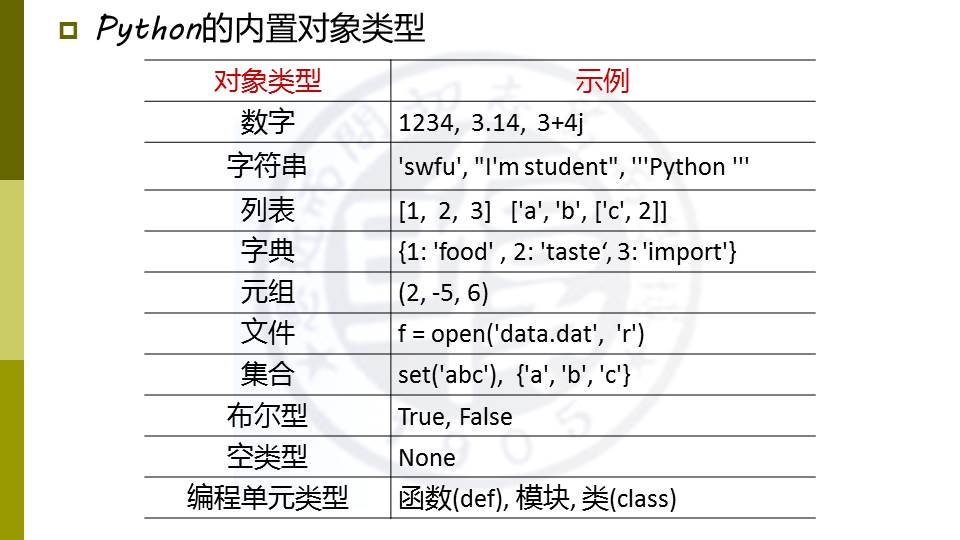 Python的内置对象类型
对象类型 示例
数字 1234, 3.14, 3+4j
字符串 'swfu', "I'm student", '''Python '''
列表 [1, 2, 3] ['a', 'b', ['c', 2]]
字典 {1: 'food' , 2: 'taste‘, 3: 'import'}
元组 (2, -5, 6)
文件 f = open('data.dat', 'r')
集合 set('abc'), {'a', 'b', 'c'}
布尔型 True, False
空类型 None
编程单元类型 函数(def), 模块, 类(class)